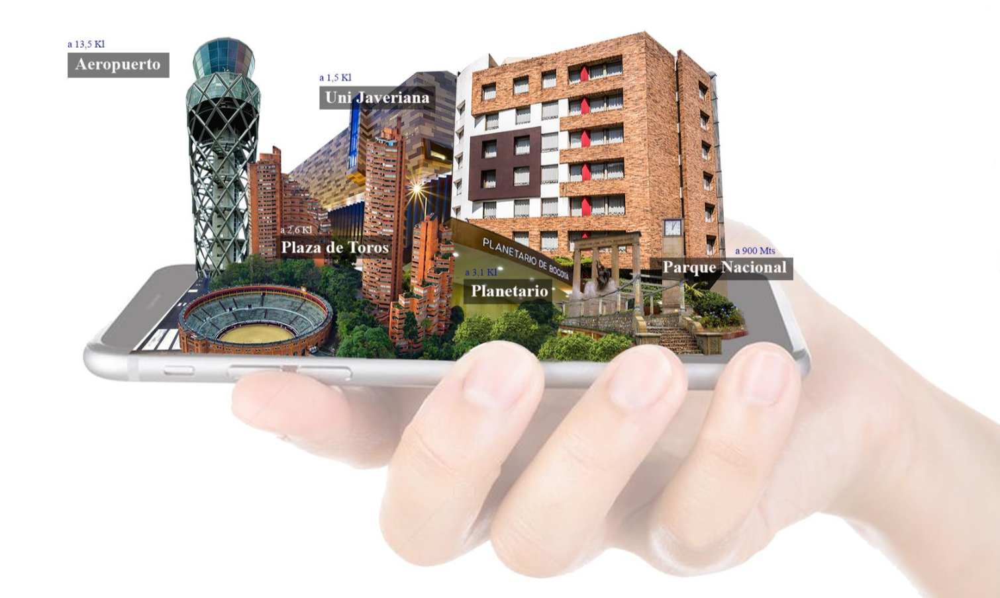 a 13,5 Kl
Aeropuerto
a 1,5 Kl
Uni Javeriana
a 2,6 Kl
Plaza de Toros
PLANETARIO DE BOGOTÁ
a 3,1 Kl
Planetario
a 900 Mts
Parque Nacional